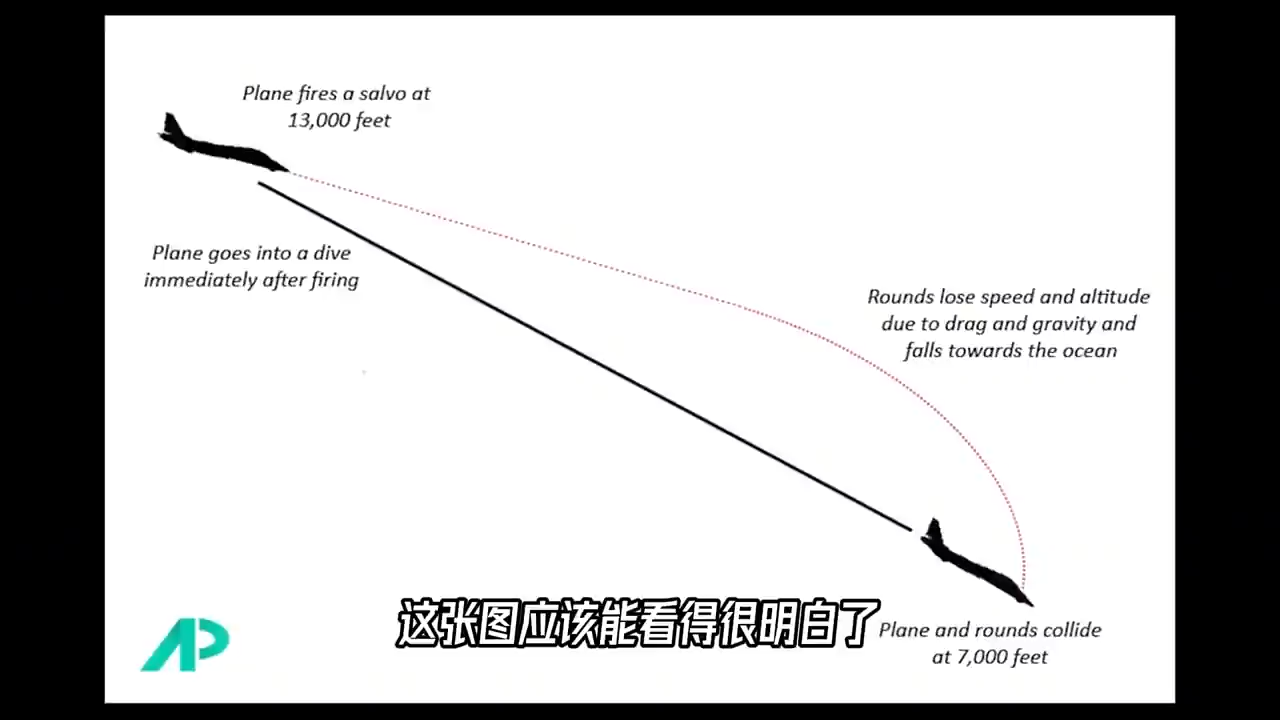 Plane fires a salvo at
13,000 feet
Plane goes into a dive
immediately after firing
Rounds lose speed and altitude
due to drag and gravity and
falls towards the ocean
这张图应该能看得很明白了
Plane and rounds collide
at 7,000 feet
AP